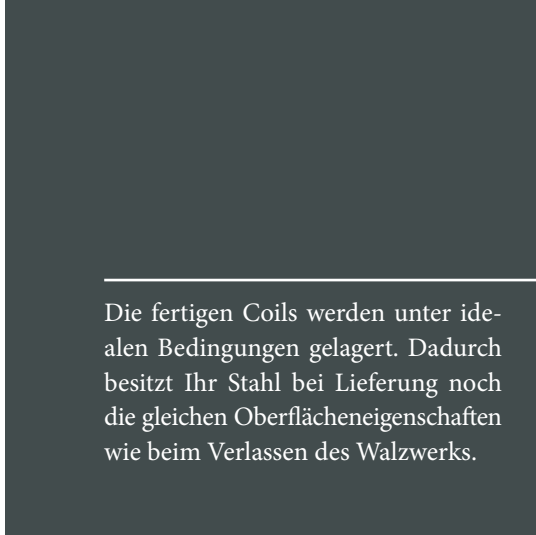 Die fertigen Coils werden unter ide-
alen Bedingungen gelagert. Dadurch
besitzt Ihr Stahl bei Lieferung noch
die gleichen Oberflächeneigenschaften
wie beim Verlassen des Walzwerks.